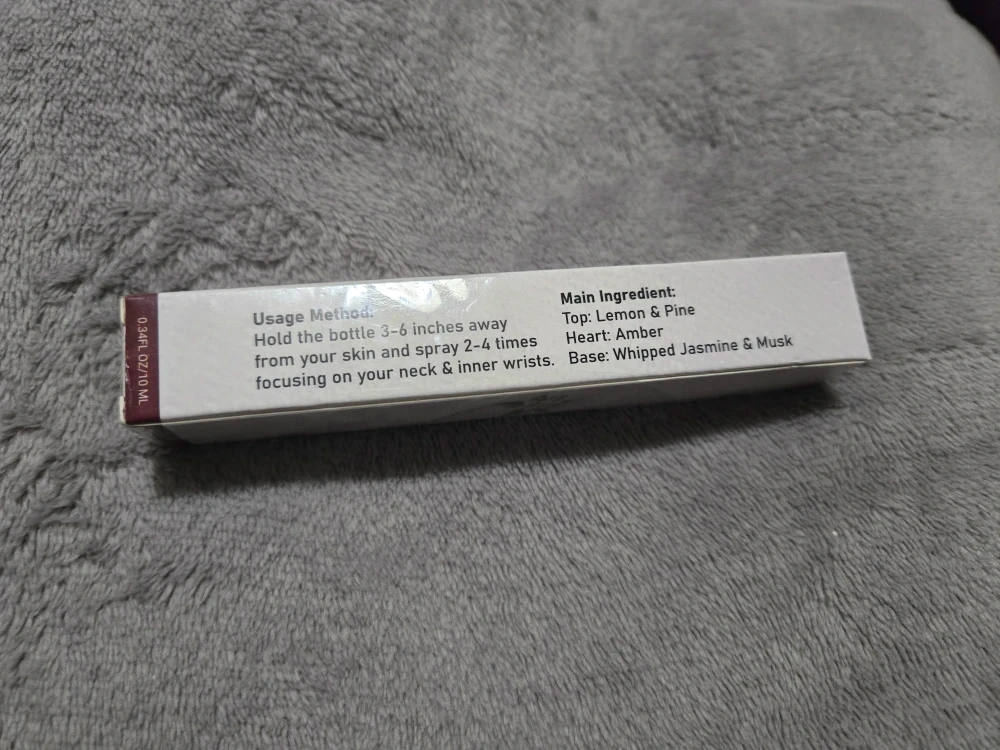 0.34FL OZ/10 ML
Usage Method:
Hold the bottle 3-6 inches away
from your skin and spray 2-4 times
focusing on your neck & inner wrists.
Main Ingredient:
Top: Lemon & Pine
Heart: Amber
Base: Whipped Jasmine & Musk